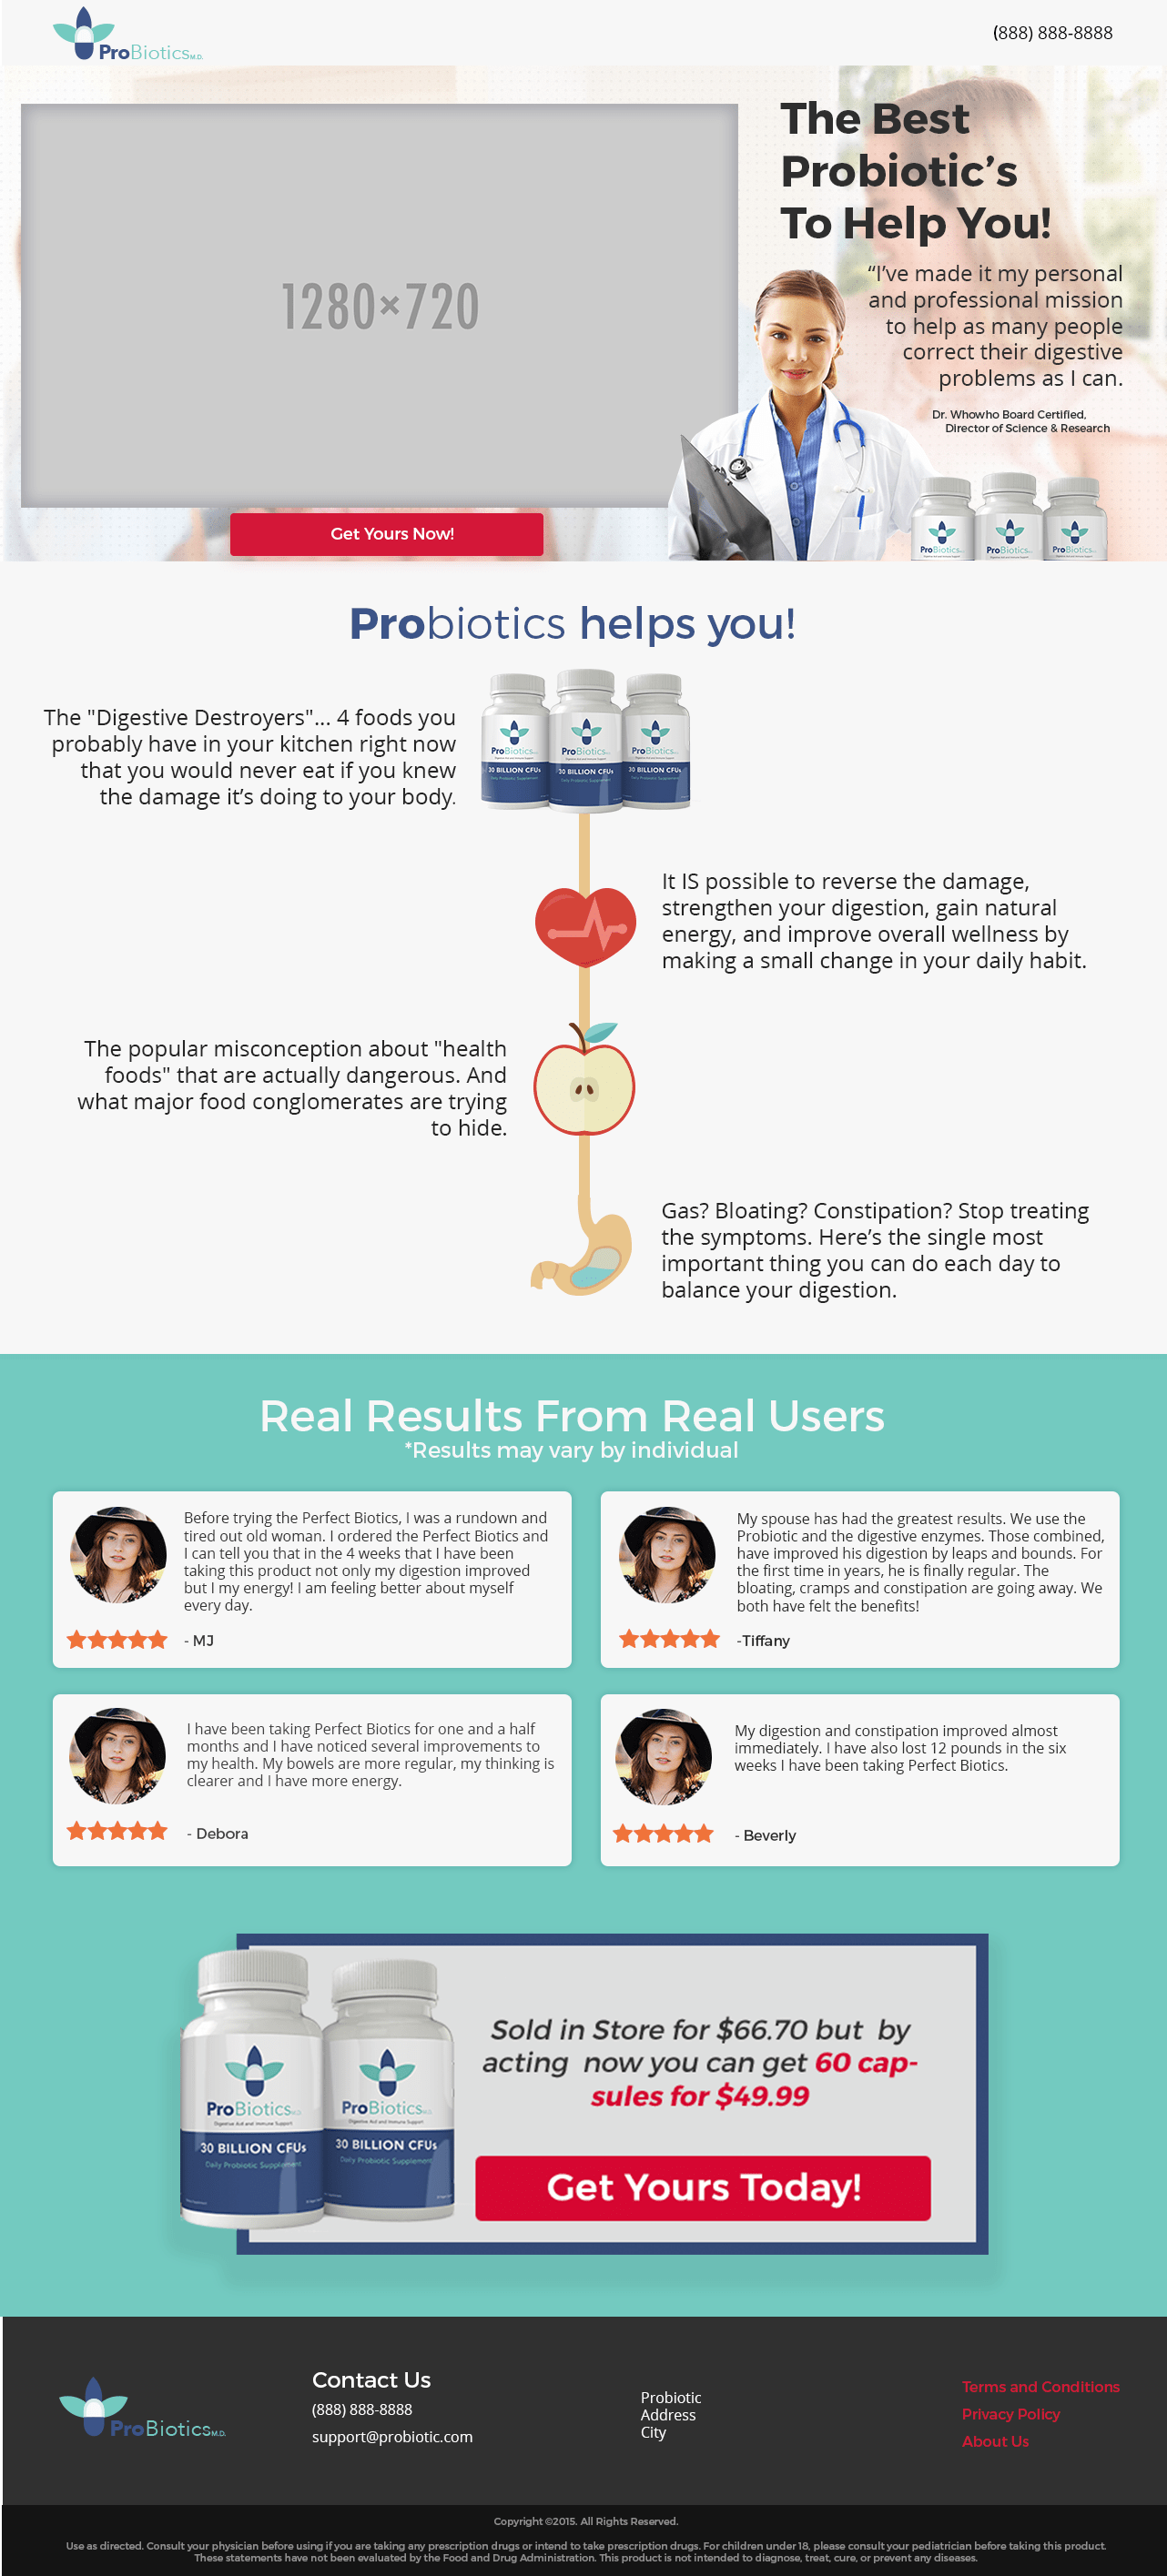 ProBiotics M.D.
(888) 888-8888
1280×720
The Best
Probiotic’s
To Help You!
“I’ve made it my personal
and professional mission
to help as many people
correct their digestive
problems as I can.
Dr. Whowho Board Certified,
Director of Science & Research
ProBiotics
ProBiotics
ProBiotics
Get Yours Now!
Probiotics helps you!
The "Digestive Destroyers"... 4 foods you
probably have in your kitchen right now
that you would never eat if you knew
the damage it’s doing to your body.
ProBiotics
ProBiotics
ProBiotics
30 BILLION CFUs
30 BILLION CFUs
30 BILLION CFUs
Daily Probiotic Supplement
Daily Probiotic Supplement
Daily Probiotic Supplement
It IS possible to reverse the damage,
strengthen your digestion, gain natural
energy, and improve overall wellness by
making a small change in your daily habit.
The popular misconception about "health
foods" that are actually dangerous. And
what major food conglomerates are trying
to hide.
Gas? Bloating? Constipation? Stop treating
the symptoms. Here’s the single most
important thing you can do each day to
balance your digestion.
Real Results From Real Users
*Results may vary by individual
Before trying the Perfect Biotics, I was a rundown and
tired out old woman. I ordered the Perfect Biotics and
I can tell you that in the 4 weeks that I have been
taking this product not only my digestion improved
but I my energy! I am feeling better about myself
every day.
- MJ
My spouse has had the greatest results. We use the
Probiotic and the digestive enzymes. Those combined,
have improved his digestion by leaps and bounds. For
the first time in years, he is finally regular. The
bloating, cramps and constipation are going away. We
both have felt the benefits!
-Tiffany
I have been taking Perfect Biotics for one and a half
months and I have noticed several improvements to
my health. My bowels are more regular, my thinking is
clearer and I have more energy.
- Debora
My digestion and constipation improved almost
immediately. I have also lost 12 pounds in the six
weeks I have been taking Perfect Biotics.
- Beverly
ProBiotics M.D.
Digestive Aid and Immune Support
30 BILLION CFUs
Daily Probiotic Supplement
ProBiotics M.D.
Digestive Aid and Immune Support
30 BILLION CFUs
Daily Probiotic Supplement
Sold in Store for $66.70 but by
acting now you can get 60 cap-
sules for $49.99
Get Yours Today!
ProBiotics M.D.
Contact Us
(888) 888-8888
support@probiotic.com
Probiotic
Address
City
Terms and Conditions
Privacy Policy
About Us
Copyright ©2015. All Rights Reserved.
Use as directed. Consult your physician before using if you are taking any prescription drugs or intend to take prescription drugs. For children under 18, please consult your pediatrician before taking this product.
These statements have not been evaluated by the Food and Drug Administration. This product is not intended to diagnose, treat, cure, or prevent any diseases.